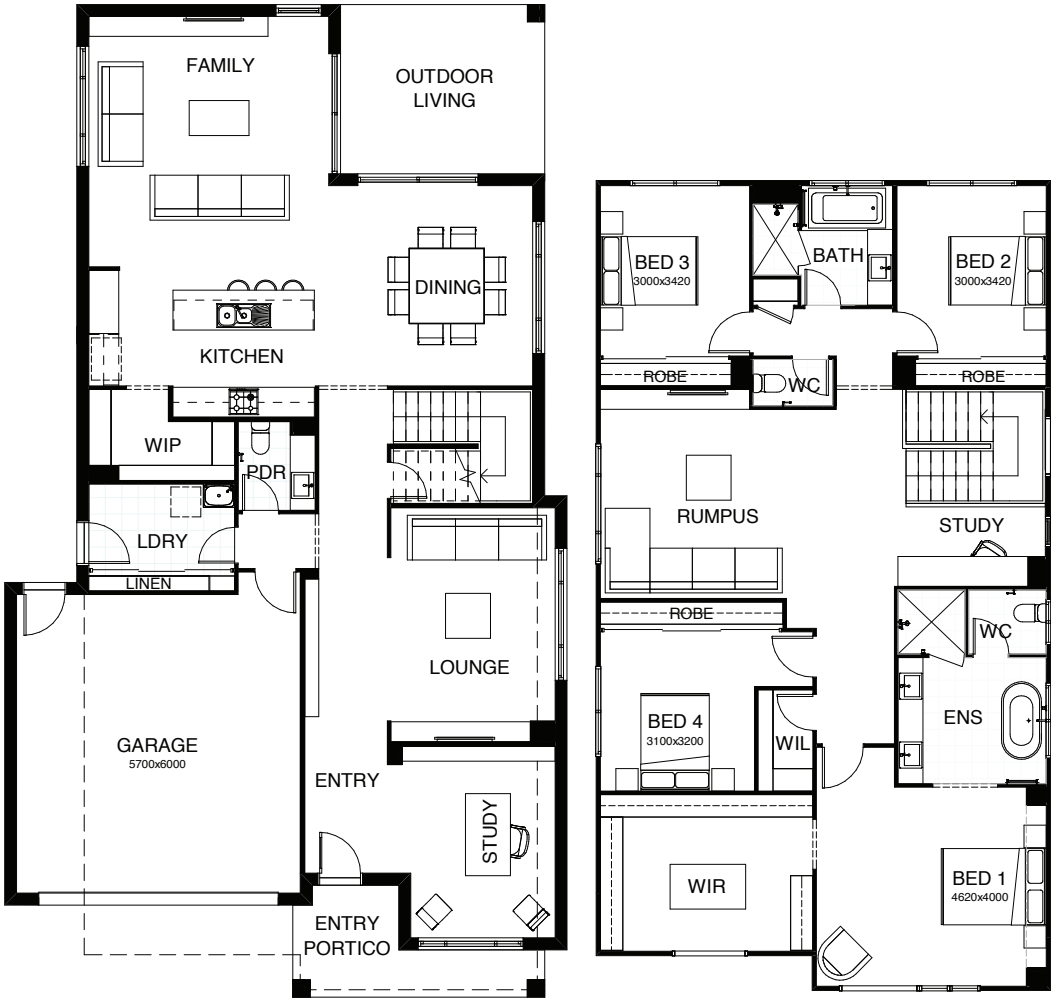 FAMILY
OUTDOOR
LIVING
DINING
KITCHEN
WIP
PDR
LDRY
LINEN
LOUNGE
GARAGE
5700x6000
ENTRY
STUDY
ENTRY
PORTICO
BED 3
3000x3420
BATH
BED 2
3000x3420
ROBE
WC
ROBE
RUMPUS
STUDY
ROBE
WC
BED 4
3100x3200
WIL
ENS
WIR
BED 1
4620x4000